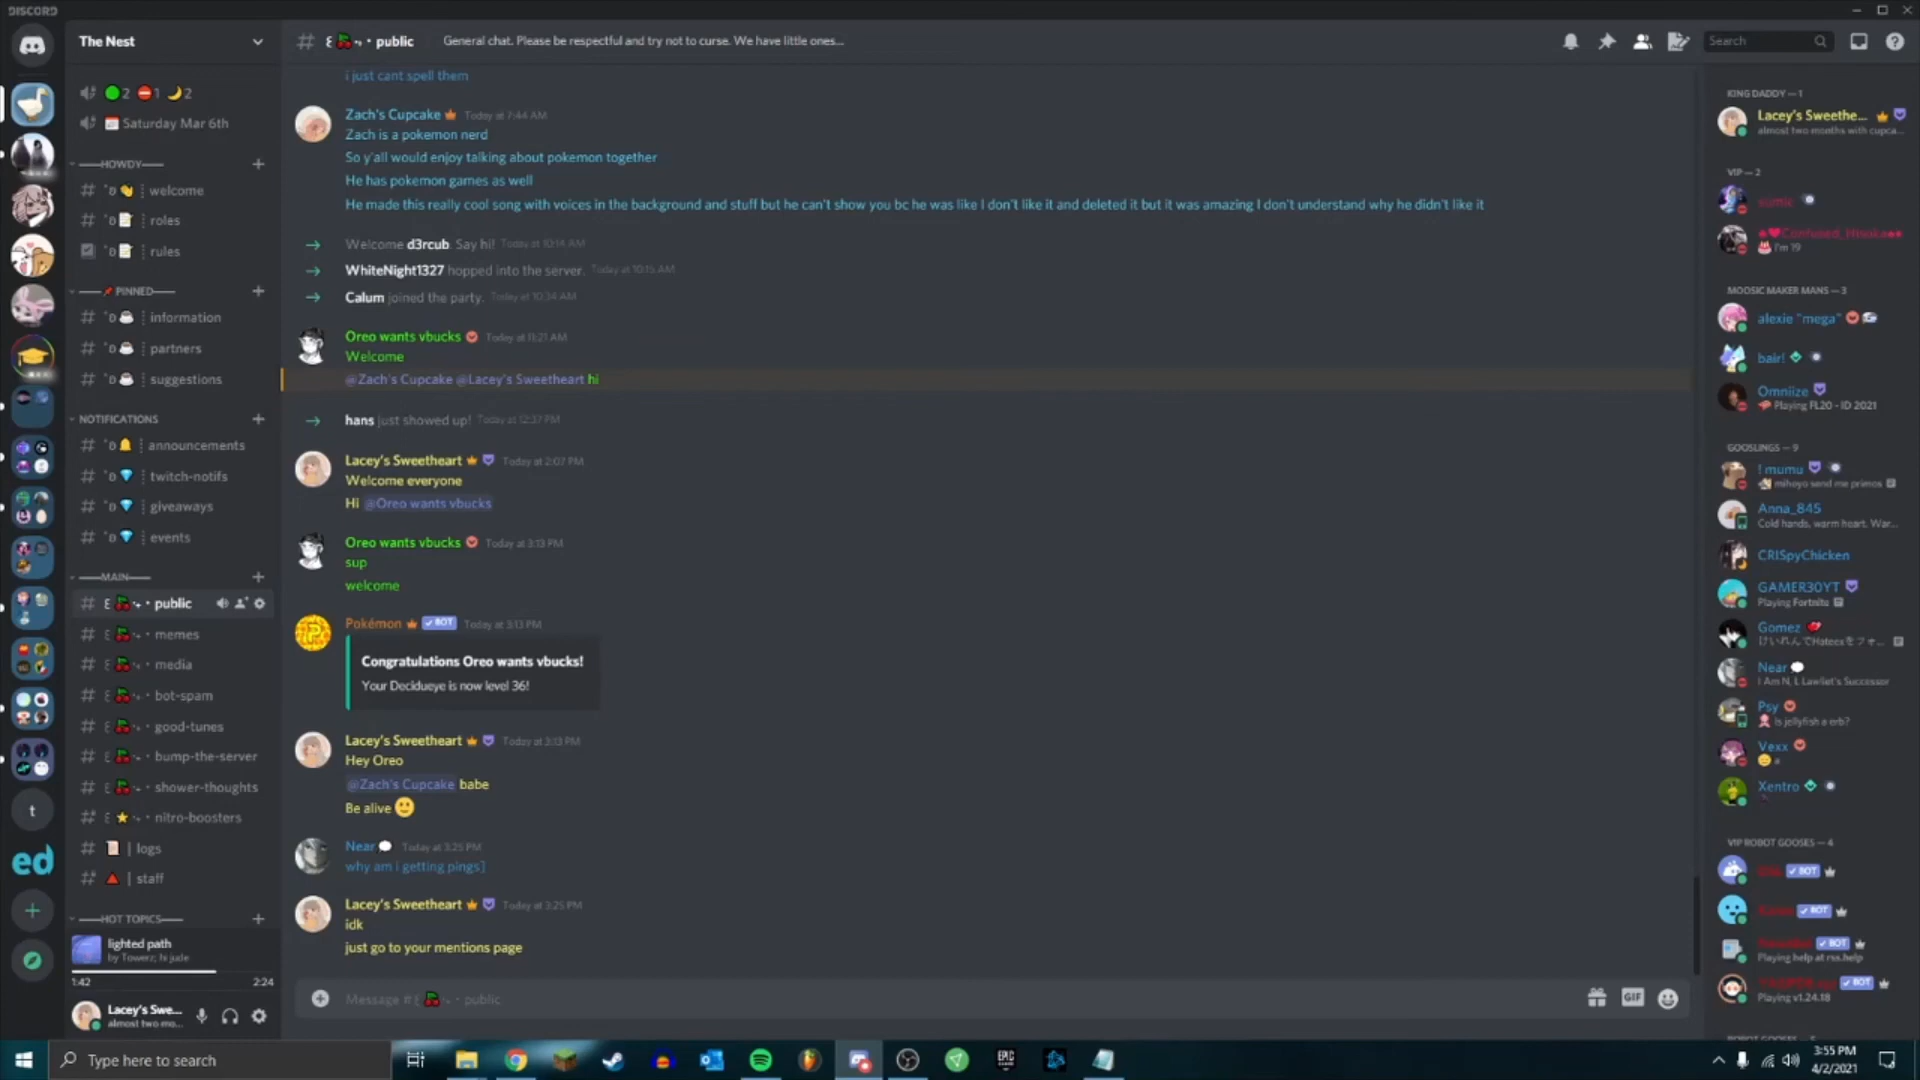 DISCORD
The Nest
public
General chat. Please be respectful and try not to curse. We have little ones...
Search
2 1 2
Saturday Mar 6th
HOWDY
welcome
roles
rules
PINNED
information
partners
suggestions
NOTIFICATIONS
announcements
twitch-notifs
giveaways
events
MAIN
public
memes
media
bot-spam
good-tunes
bump-the-server
shower-thoughts
nitro-boosters
logs
staff
HOT TOPICS
t
ed
lighted path
by Towerz; hi jude
1:42 2:24
Lacey's Swe...
almost two mo...
i just cant spell them
Zach's Cupcake Today at 7:44 AM
Zach is a pokemon nerd
So y'all would enjoy talking about pokemon together
He has pokemon games as well
He made this really cool song with voices in the background and stuff but he can't show you bc he was like I don't like it and deleted it but it was amazing I don't understand why he didn't like it
Welcome d3rcub. Say hi! Today at 10:14 AM
WhiteNight1327 hopped into the server. Today at 10:15 AM
Calum joined the party. Today at 10:34 AM
Oreo wants vbucks Today at 11:21 AM
Welcome
@Zach's Cupcake @Lacey's Sweetheart hi
hans just showed up! Today at 12:37 PM
Lacey's Sweetheart Today at 2:07 PM
Welcome everyone
Hi @Oreo wants vbucks
Oreo wants vbucks Today at 3:13 PM
sup
welcome
Pokémon BOT Today at 3:13 PM
Congratulations Oreo wants vbucks!
Your Decidueye is now level 36!
Lacey's Sweetheart Today at 3:13 PM
Hey Oreo
@Zach's Cupcake babe
Be alive
Near Today at 3:25 PM
why am i getting pings]
Lacey's Sweetheart Today at 3:25 PM
idk
just go to your mentions page
Message # public
GIF
KING DADDY — 1
Lacey's Sweethe...
almost two months with cupca...
VIP — 2
I'm 19
MOOSIC MAKER MANS — 3
alexie "mega"
bair!
Omniize
Playing FL20 - ID 2021
GOOSLINGS — 9
! mumu
mihoyo send me primos
Anna_845
Cold hands, warm heart. War...
CRISpyChicken
GAMER30YT
Playing Fortnite
Gomez
Near
I Am N, L Lawliet's Successor
Psy
Is jellyfish a erb?
Vexx
Xentro
VIP ROBOT GOOSES — 4
BOT
BOT
BOT
Playing help at rss.help
BOT
Playing v1.24.18
Type here to search
EPIC
3:55 PM
4/2/2021